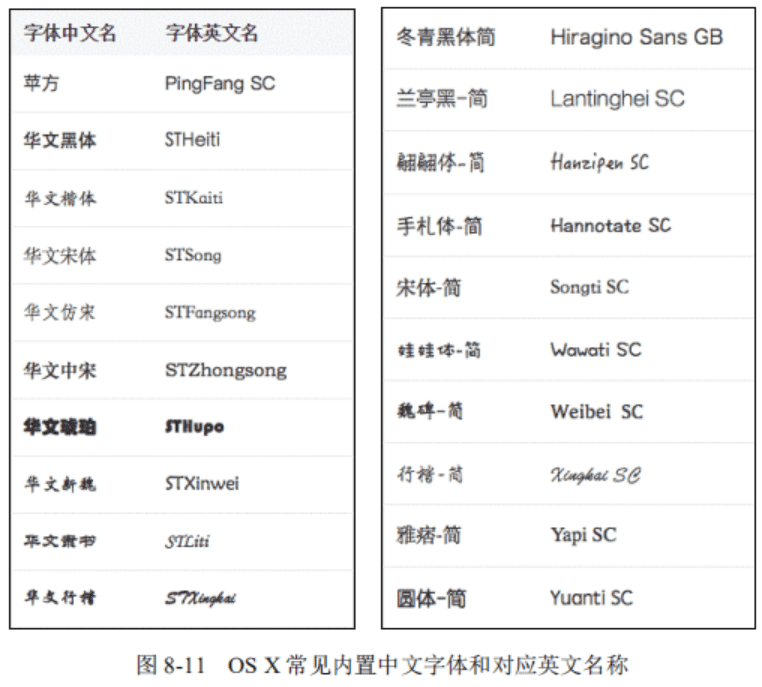 字体中文名 字体英文名
苹方 PingFang SC
华文黑体 STHeiti
华文楷体 STKaiti
华文宋体 STSong
华文仿宋 STFangsong
华文中宋 STZhongsong
华文琥珀 STHupo
华文新魏 STXinwei
华文隶书 STLiti
华文行楷 STXingkai
冬青黑体简 Hiragino Sans GB
兰亭黑-简 Lantinghei SC
翩翩体-简 Hanzipen SC
手札体-简 Hannotate SC
宋体-简 Songti SC
娃娃体-简 Wawati SC
魏碑-简 Weibei SC
行楷-简 Xingkai SC
雅痞-简 Yapi SC
圆体-简 Yuanti SC
图 8-11 OS X 常见内置中文字体和对应英文名称